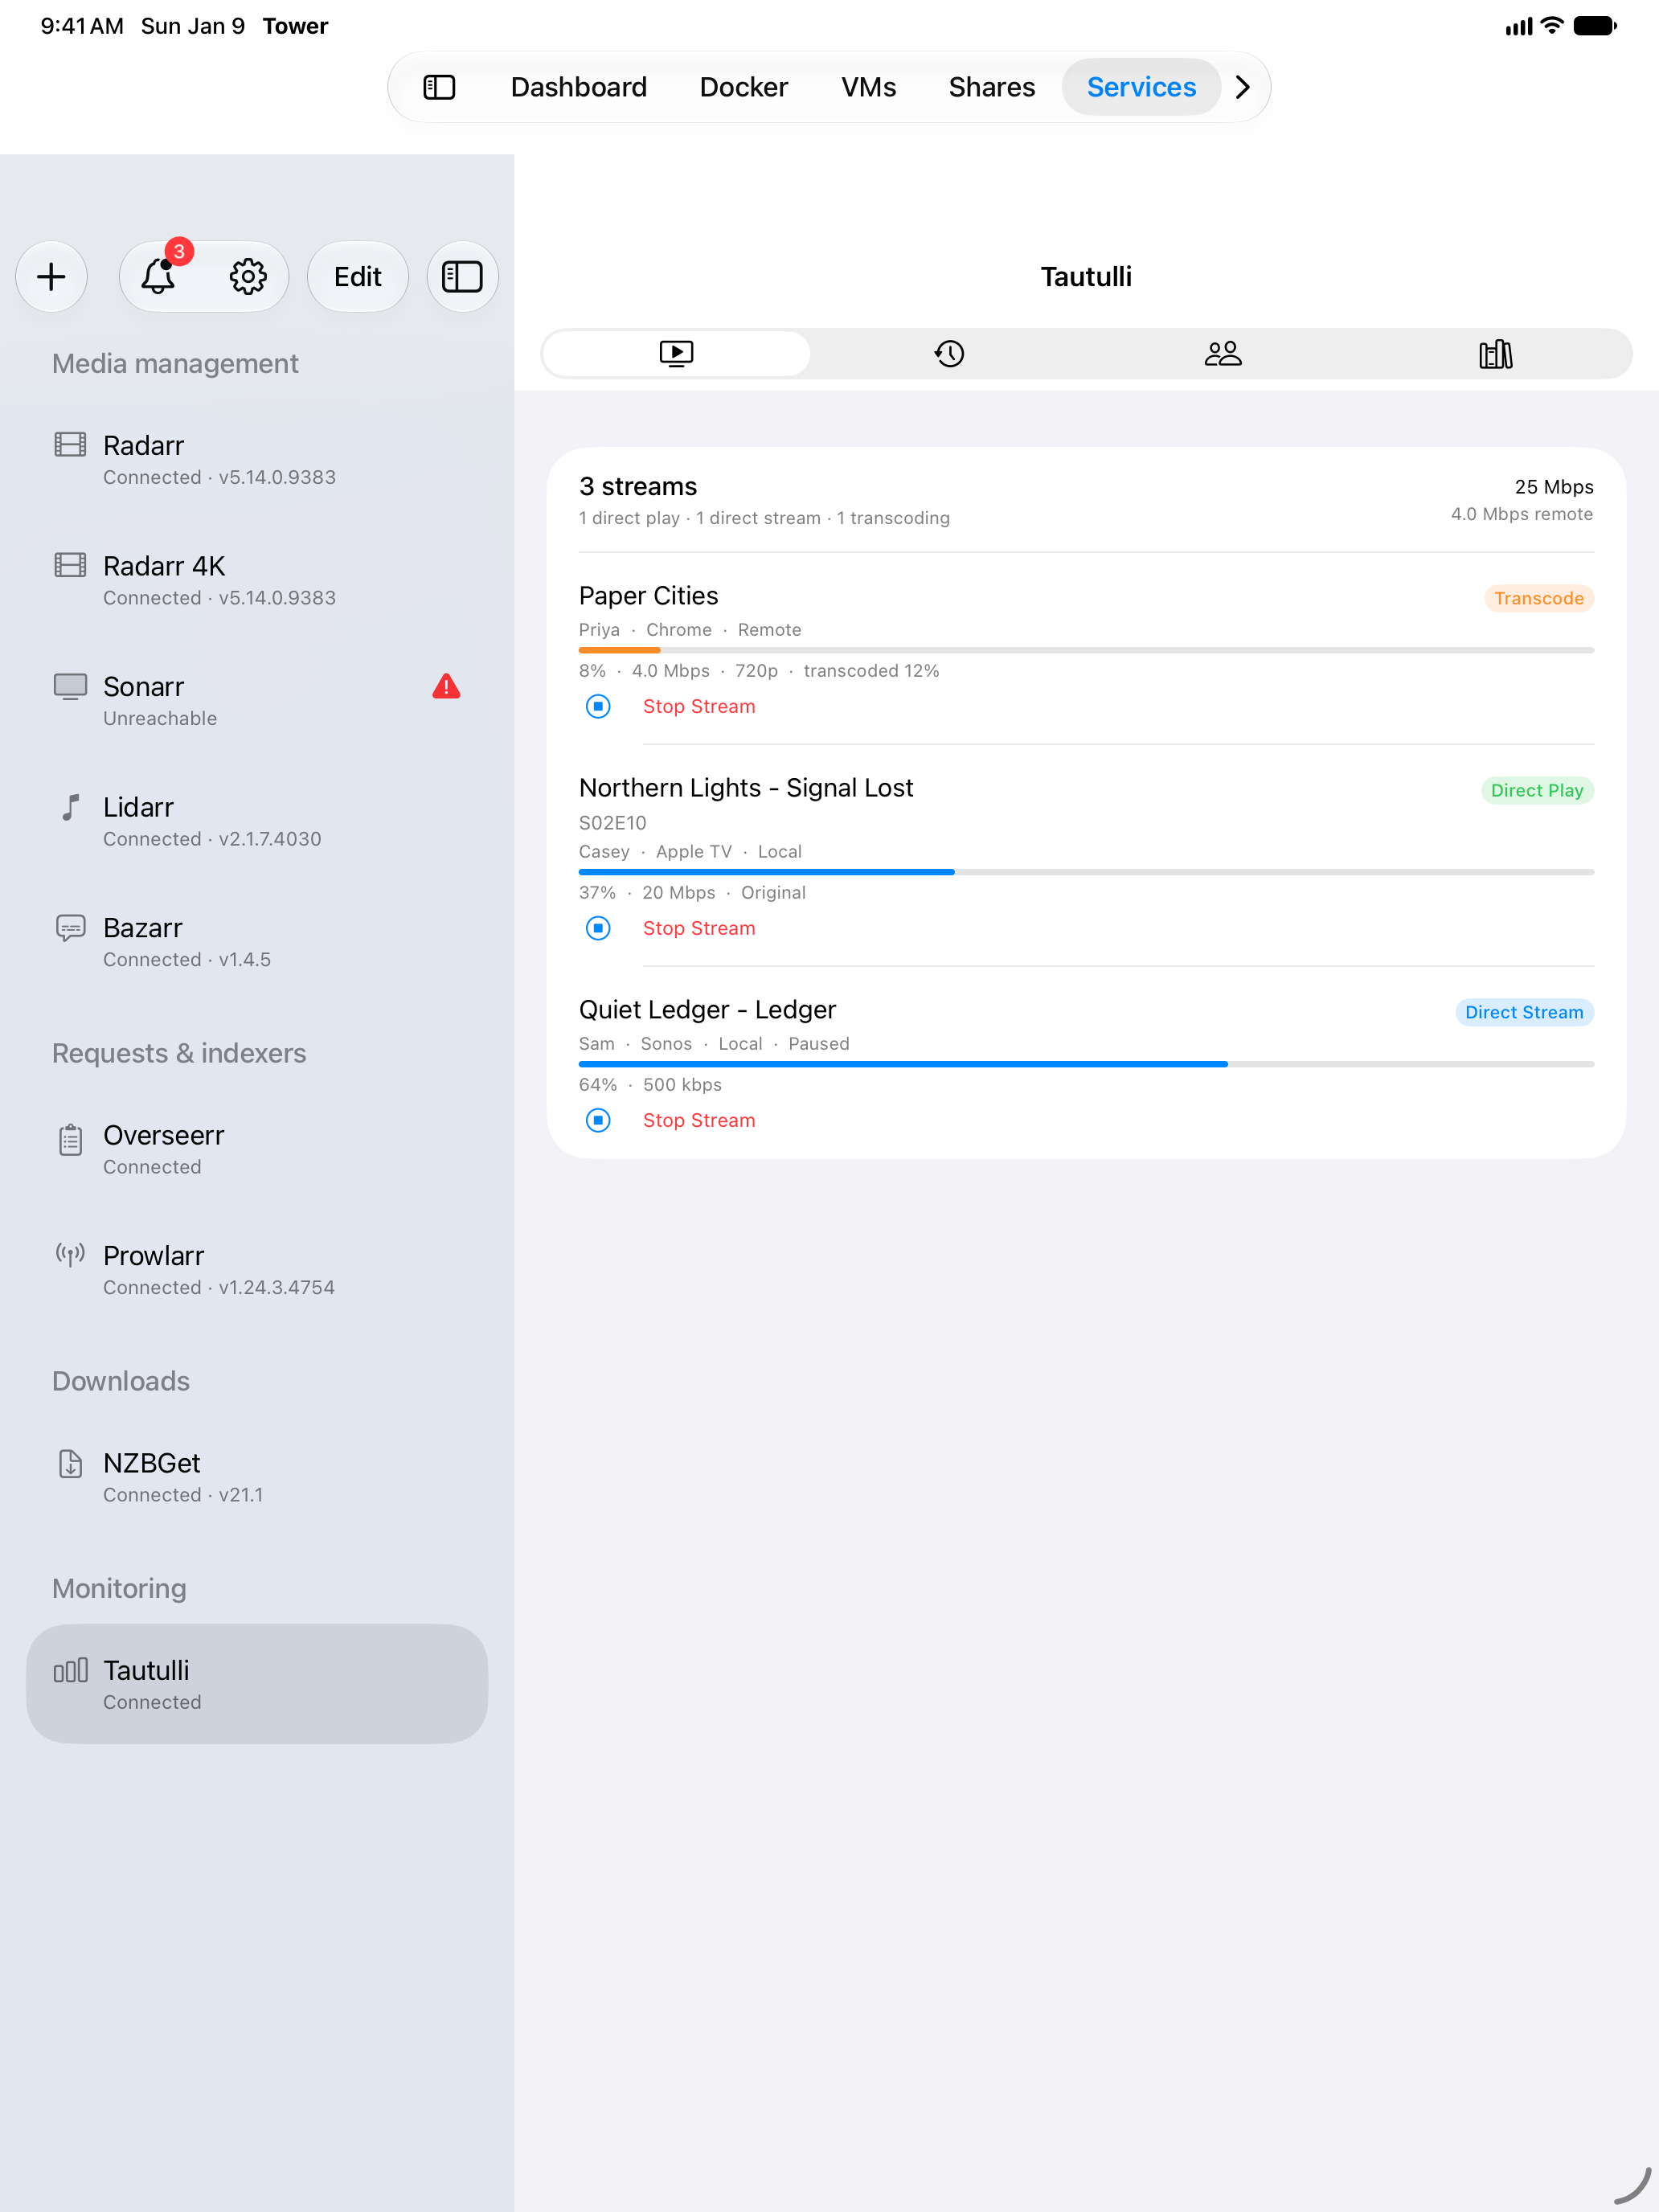 9:41 AM Sun Jan 9 Tower
Dashboard Docker VMs Shares Services
3
Edit
Media management
Radarr
Connected · v5.14.0.9383
Radarr 4K
Connected · v5.14.0.9383
Sonarr
Unreachable
Lidarr
Connected · v2.1.7.4030
Bazarr
Connected · v1.4.5
Requests & indexers
Overseerr
Connected
Prowlarr
Connected · v1.24.3.4754
Downloads
NZBGet
Connected · v21.1
Monitoring
Tautulli
Connected
Tautulli
3 streams
25 Mbps
1 direct play · 1 direct stream · 1 transcoding
4.0 Mbps remote
Paper Cities
Transcode
Priya · Chrome · Remote
8% · 4.0 Mbps · 720p · transcoded 12%
Stop Stream
Northern Lights - Signal Lost
Direct Play
S02E10
Casey · Apple TV · Local
37% · 20 Mbps · Original
Stop Stream
Quiet Ledger - Ledger
Direct Stream
Sam · Sonos · Local · Paused
64% · 500 kbps
Stop Stream